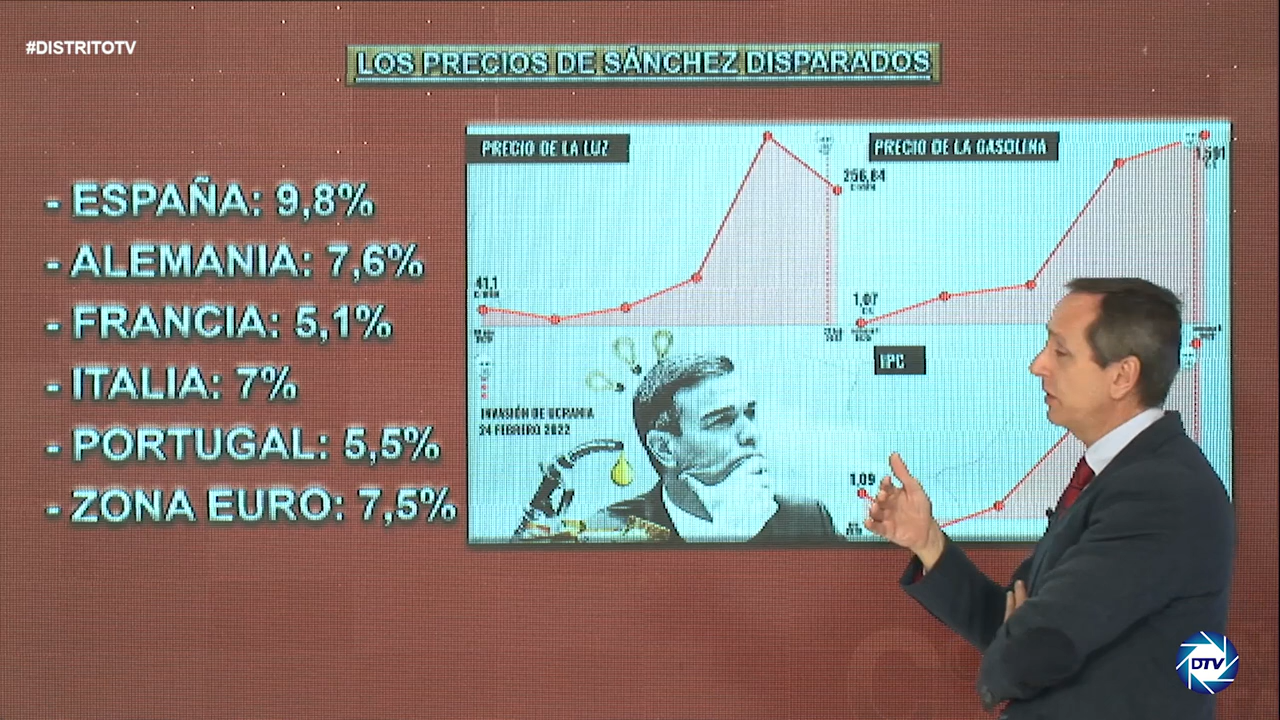 #DISTRITOTV
LOS PRECIOS DE SÁNCHEZ DISPARADOS
- ESPAÑA: 9,8%
- ALEMANIA: 7,6%
- FRANCIA: 5,1%
- ITALIA: 7%
- PORTUGAL: 5,5%
- ZONA EURO: 7,5%
PRECIO DE LA LUZ
256,64
41,1
PRECIO DE LA GASOLINA
1,07
INVASIÓN DE UCRANIA
24 FEBRERO 2022
IPC
1,09
DTV